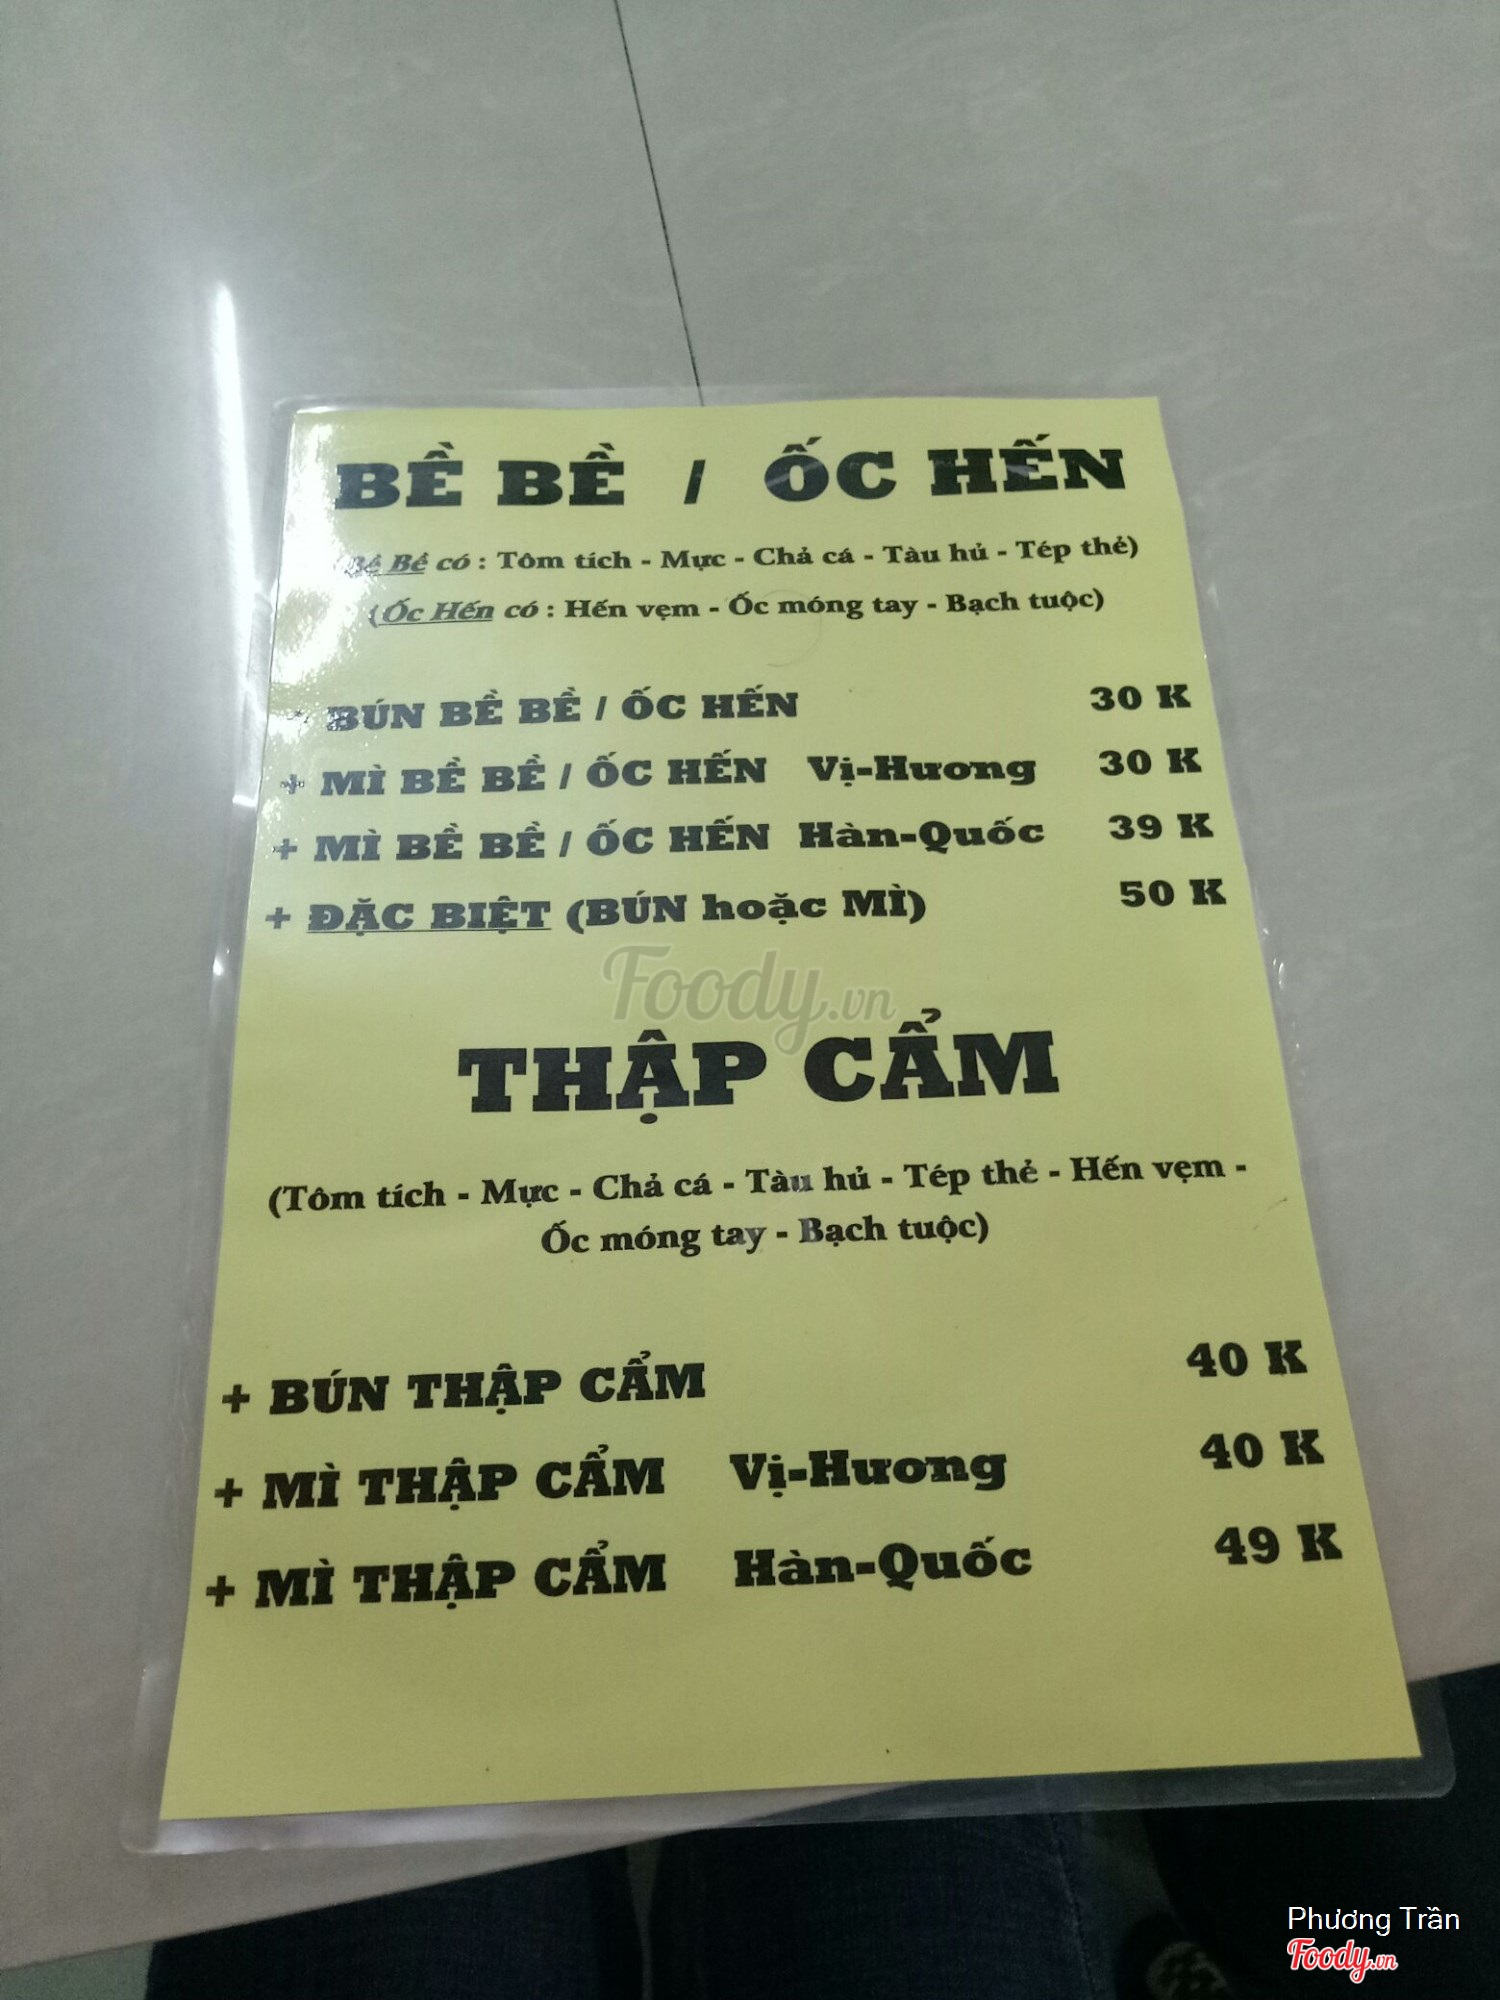 BỀ BỀ / ỐC HẾN
(Bề Bề có : Tôm tích - Mực - Chả cá - Tàu hủ - Tép thẻ)
(Ốc Hến có : Hến vẹm - Ốc móng tay - Bạch tuộc)
+ BÚN BỀ BỀ / ỐC HẾN 30 K
+ MÌ BỀ BỀ / ỐC HẾN Vị-Hương 30 K
+ MÌ BỀ BỀ / ỐC HẾN Hàn-Quốc 39 K
+ ĐẶC BIỆT (BÚN hoặc MÌ) 50 K
Foody.vn
THẬP CẨM
(Tôm tích - Mực - Chả cá - Tàu hủ - Tép thẻ - Hến vẹm -
Ốc móng tay - Bạch tuộc)
+ BÚN THẬP CẨM 40 K
+ MÌ THẬP CẨM Vị-Hương 40 K
+ MÌ THẬP CẨM Hàn-Quốc 49 K
Phương Trần
Foody.vn